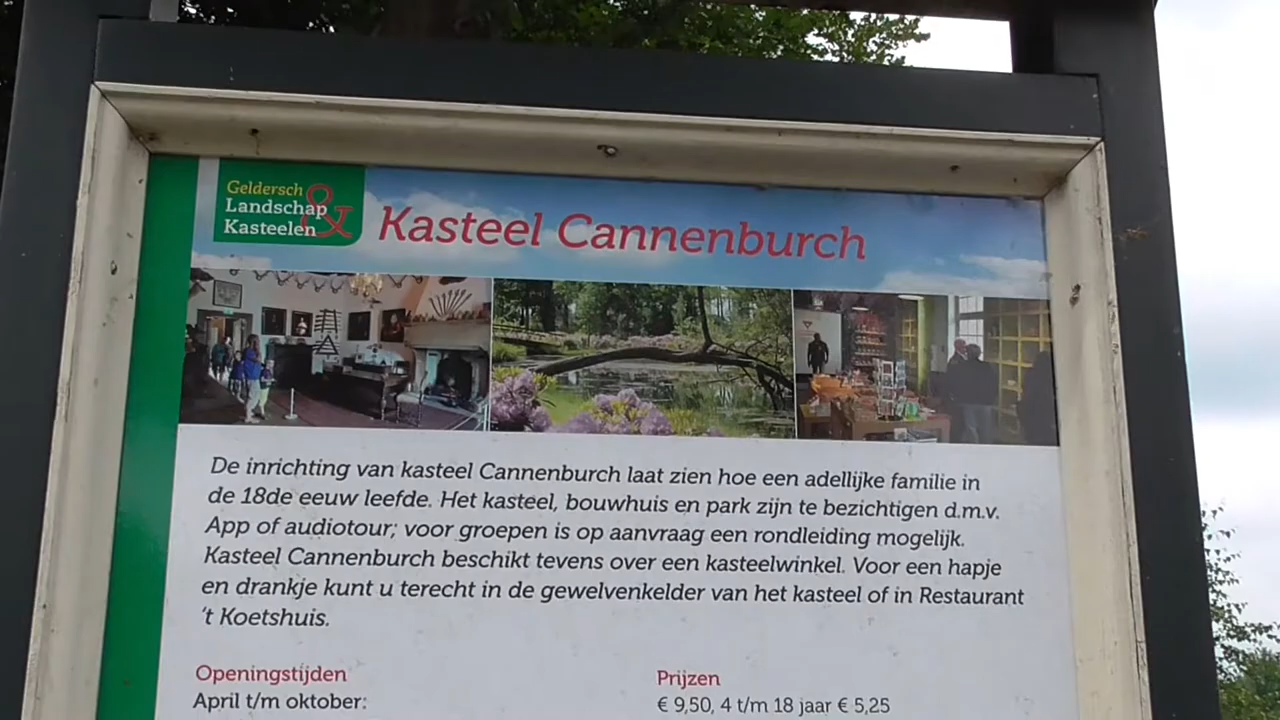 Geldersch
Landschap
&
Kasteelen
Kasteel Cannenburch
De inrichting van kasteel Cannenburch laat zien hoe een adellijke familie in
de 18de eeuw leefde. Het kasteel, bouwhuis en park zijn te bezichtigen d.m.v.
App of audiotour; voor groepen is op aanvraag een rondleiding mogelijk.
Kasteel Cannenburch beschikt tevens over een kasteelwinkel. Voor een hapje
en drankje kunt u terecht in de gewelvenkelder van het kasteel of in Restaurant
't Koetshuis.
Openingstijden
April t/m oktober:
Prijzen
€ 9,50, 4 t/m 18 jaar € 5,25